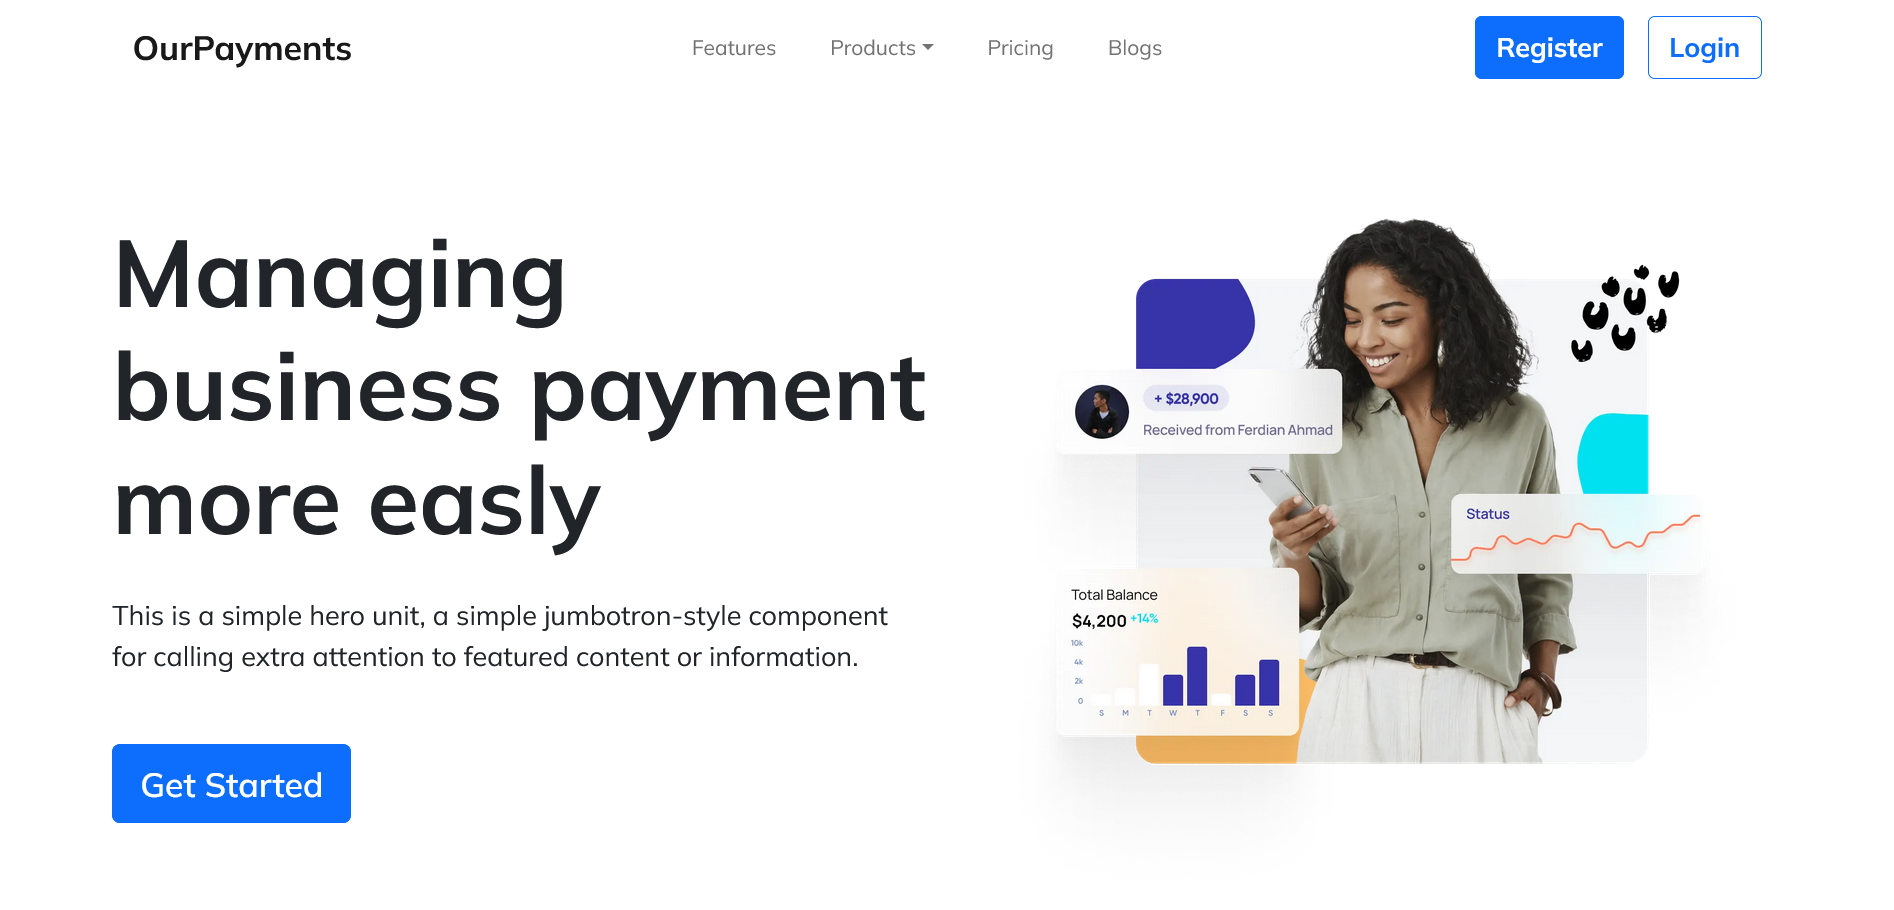 OurPayments
Features
Products
Pricing
Blogs
Register
Login
Managing
business payment
more easly
This is a simple hero unit, a simple jumbotron-style component
for calling extra attention to featured content or information.
Get Started
+ $28,900
Received from Ferdian Ahmad
Status
Total Balance
$4,200 +14%
10k
4k
2k
0
S M T W T F S S